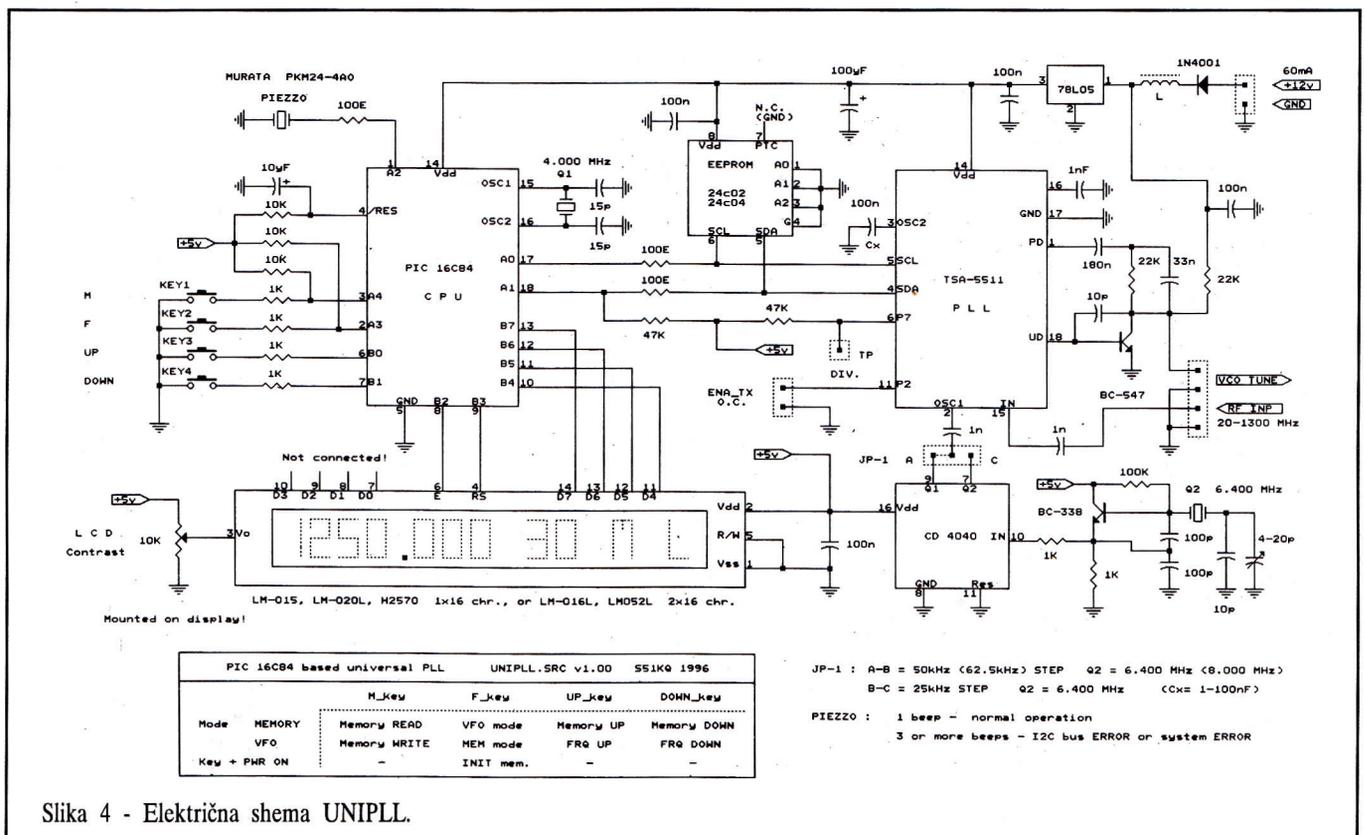 MURATA PKM24-4A0
PIEZZO
100E
1
A2
14
Vdd
10yF
4
/RES
10K
10K
10K
+5v
M
KEY1
1K
3
A4
F
KEY2
1K
2
A3
UP
KEY3
1K
6
B0
DOWN
KEY4
1K
7
B1
PIC 16C84
C P U
OSC1
15
4.000 MHz
Q1
15p
OSC2
16
15p
A0
17
A1
18
B7
13
B6
12
B5
11
B4
10
GND
5
B2
8
B3
9
100E
100E
47K
47K
+5v
100n
8
Vdd
N.C.
(GND)
7
PTC
EEPROM
24c02
24c04
A0
1
A1
2
A2
3
G
4
SCL
6
SDA
5
100yF
+
100n
3
78L05
1
2
L
1N4001
60mA
+12v
GND
14
Vdd
100n
Cx
3
OSC2
5
SCL
4
SDA
6
P7
TSA-5511
P L L
16
1nF
GND
17
PD
1
180n
22K
33n
100n
22K
10p
UD
18
BC-547
TP
DIV.
ENA_TX
O.C.
11
P2
OSC1
2
IN
15
1n
1n
VCO TUNE
RF INP
20-1300 MHz
JP-1
A
C
+5v
9
Q1
7
Q2
16
Vdd
CD 4040
IN
10
GND
8
Res
11
1K
1K
+5v
BC-338
100K
Q2 6.400 MHz
100p
100p
4-20p
10p
Not connected!
10
D3
9
D2
8
D1
7
D0
6
E
4
RS
14
D7
13
D6
12
D5
11
D4
+5v
L C D
Contrast
10K
3
Vo
1250.000 30 M L
Vdd
2
R/W
5
Vss
1
100n
LM-015, LM-020L, H2570 1x16 chr., or LM-016L, LM052L 2x16 chr.
Mounted on display!
PIC 16C84 based universal PLL UNIPLL.SRC v1.00 S51KQ 1996
M_key F_key UP_key DOWN_key
Mode MEMORY Memory READ VFO mode Memory UP Memory DOWN
VFO Memory WRITE MEM mode FRQ UP FRQ DOWN
Key + PWR ON - INIT mem. - -
JP-1 : A-B = 50kHz (62.5kHz) STEP Q2 = 6.400 MHz (8.000 MHz)
B-C = 25kHz STEP Q2 = 6.400 MHz (Cx= 1-100nF)
PIEZZO : 1 beep - normal operation
3 or more beeps - I2C bus ERROR or system ERROR
Slika 4 - Električna shema UNIPLL.